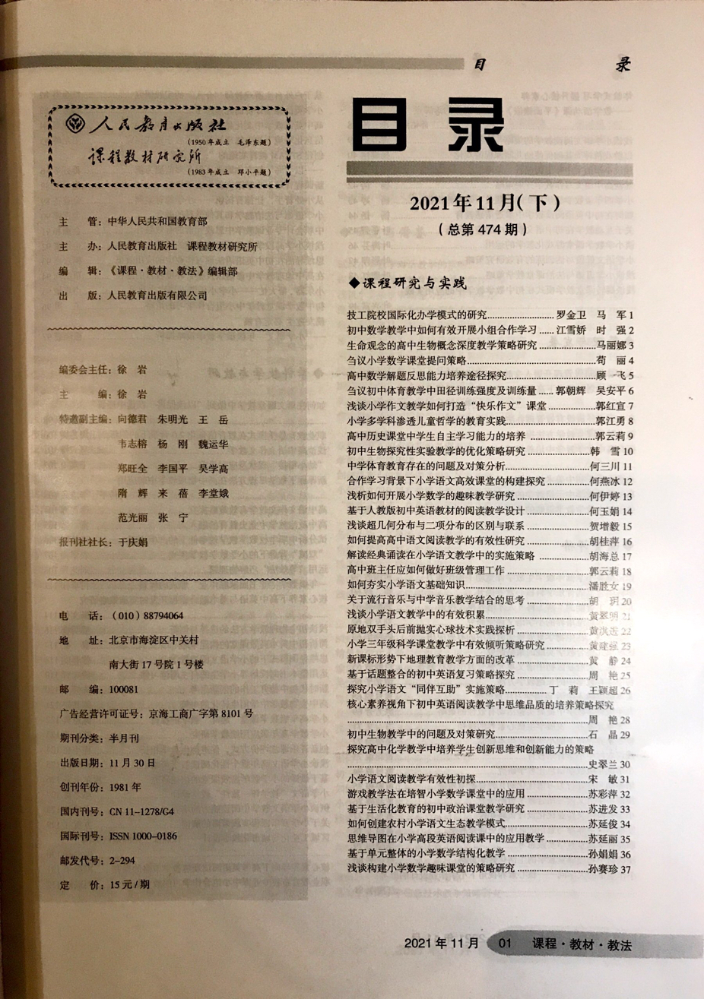 目 录
人民教育出版社
(1950年成立 毛泽东题)
课程教材研究所
(1983年成立 邓小平题)
主 管：中华人民共和国教育部
主 办：人民教育出版社 课程教材研究所
编 辑：《课程·教材·教法》编辑部
出 版：人民教育出版有限公司
编委会主任：徐 岩
主 编：徐 岩
特邀副主编：向德君 朱明光 王 岳
韦志榕 杨 刚 魏运华
郑旺全 李国平 吴学高
隋 辉 来 蓓 李堂娥
范光丽 张 宁
报刊社社长：于庆娟
电 话：（010）88794064
地 址：北京市海淀区中关村
南大街17号院1号楼
邮 编：100081
广告经营许可证号：京海工商广字第8101号
期刊分类：半月刊
出版日期：11月30日
创刊年份：1981年
国内刊号：CN 11-1278/G4
国际刊号：ISSN 1000-0186
邮发代号：2-294
定 价：15元/期
目录
2021年11月(下)
(总第474期)
◆课程研究与实践
技工院校国际化办学模式的研究……罗金卫 马 军 1
初中数学教学中如何有效开展小组合作学习……江雪娇 时 强 2
生命观念的高中生物概念深度教学策略研究……马丽娜 3
刍议小学数学课堂提问策略……苟 丽 4
高中数学解题反思能力培养途径探究……顾 飞 5
刍议初中体育教学中田径训练强度及训练量……郭朝辉 吴安平 6
浅谈小学作文教学如何打造“快乐作文”课堂……郭红宣 7
小学多学科渗透儿童哲学的教育实践……郭江勇 8
高中历史课堂中学生自主学习能力的培养……郭云莉 9
初中生物探究性实验教学的优化策略研究……韩 雪 10
中学体育教育存在的问题及对策分析……何三川 11
合作学习背景下小学语文高效课堂的构建探究……何燕冰 12
浅析如何开展小学数学的趣味教学研究……何伊婷 13
基于人教版初中英语教材的阅读教学设计……何玉娟 14
浅谈超几何分布与二项分布的区别与联系……贺增毅 15
如何提高高中语文阅读教学的有效性研究……胡桂萍 16
解读经典诵读在小学语文教学中的实施策略……胡海总 17
高中班主任应如何做好班级管理工作……郭云莉 18
如何夯实小学语文基础知识……潘胜女 19
关于流行音乐与中学音乐教学结合的思考……胡 玥 20
浅谈小学语文教学中的有效积累……黄翠明 21
原地双手头后前抛实心球技术实践探析……黄淇莲 22
小学三年级科学课堂教学中有效倾听策略研究……黄建强 23
新课标形势下地理教育教学方面的改革……黄 静 24
基于话题整合的初中英语复习策略探究……周 艳 25
探究小学语文“同伴互助”实施策略……丁 莉 王颖超 26
核心素养视角下初中英语阅读教学中思维品质的培养策略探究
……周 艳 28
初中生物教学中的问题及对策研究……石 晶 29
探究高中化学教学中培养学生创新思维和创新能力的策略
……史翠兰 30
小学语文阅读教学有效性初探……宋 敏 31
游戏教学法在培智小学数学课堂中的应用……苏彩萍 32
基于生活化教育的初中政治课堂教学研究……苏进发 33
如何创建农村小学语文生态教学模式……苏延俊 34
思维导图在小学高段英语阅读课中的应用教学……苏延丽 35
基于单元整体的小学数学结构化教学……孙娟娟 36
浅谈构建小学数学趣味课堂的策略研究……孙赛珍 37
2021年11月 01 课程·教材·教法